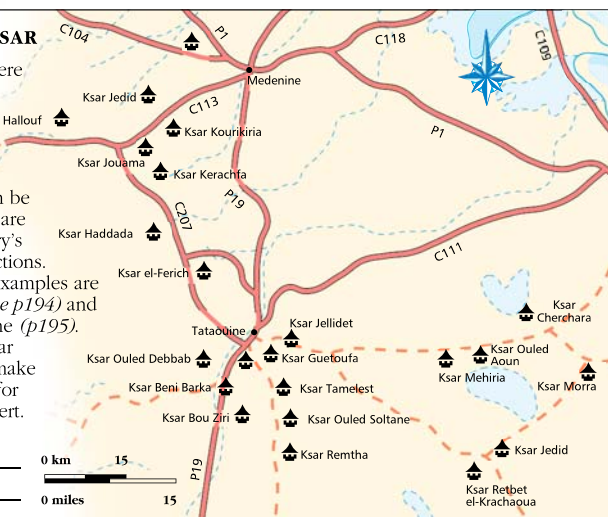 SAR
ere
n be
are
ry's
ctions.
examples are
e p194) and
ne (p195).
ar
make
for
ert.
0 km 15
0 miles 15
C104
P1
C118
C109
Medenine
Ksar Jedid
C113
Hallouf
Ksar Kourikiria
P1
Ksar Jouama
Ksar Kerachfa
P19
C207
Ksar Haddada
C111
Ksar el-Ferich
Ksar
Cherchara
Tataouine
Ksar Jellidet
Ksar Ouled Debbab
Ksar Guetoufa
Ksar Ouled
Aoun
Ksar Mehiria
Ksar Beni Barka
Ksar Tamelest
Ksar Morra
Ksar Bou Ziri
Ksar Ouled Soltane
Ksar Remtha
Ksar Jedid
P19
Ksar Retbet
el-Krachaoua